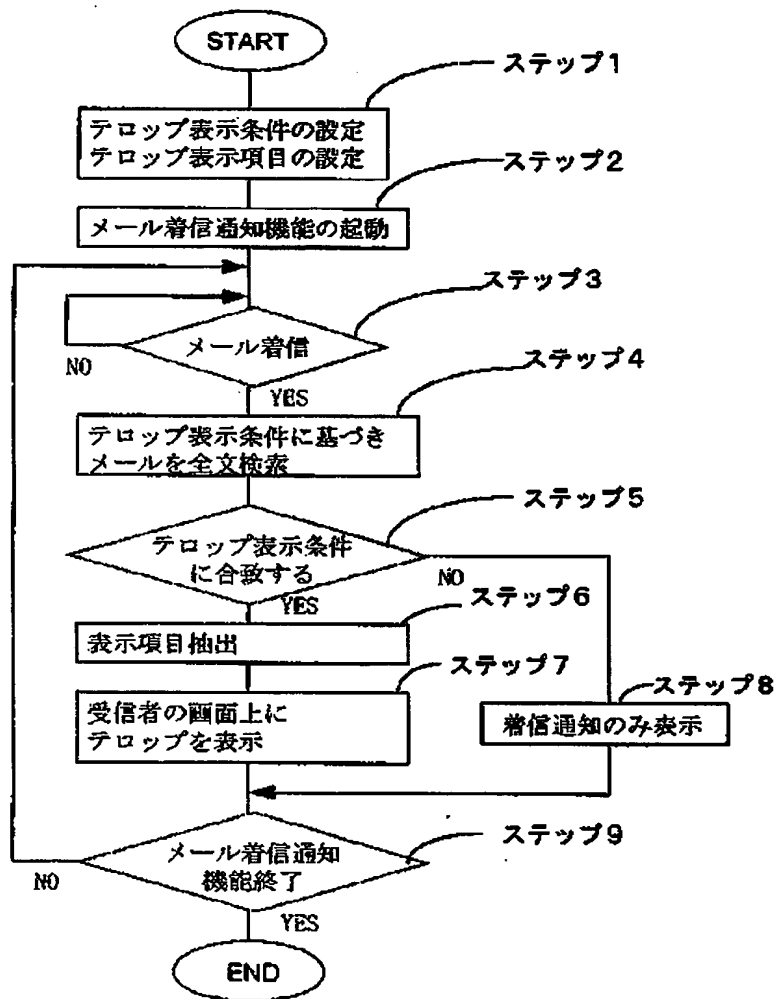 START
ステップ1
テロップ表示条件の設定
テロップ表示項目の設定
ステップ2
メール着信通知機能の起動
ステップ3
メール着信
NO
YES
ステップ4
テロップ表示条件に基づき
メールを全文検索
ステップ5
テロップ表示条件
に合致する
NO
YES
ステップ6
表示項目抽出
ステップ7
受信者の画面上に
テロップを表示
ステップ8
着信通知のみ表示
ステップ9
メール着信通知
機能終了
NO
YES
END